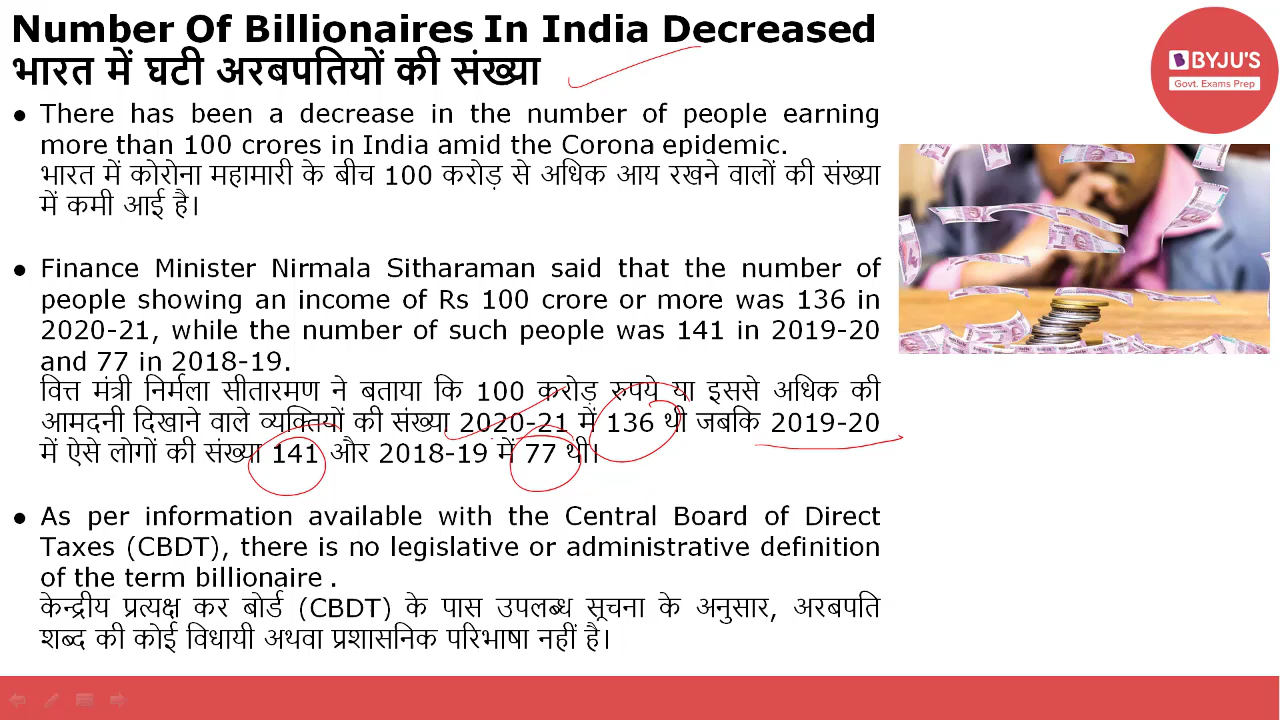 Number Of Billionaires In India Decreased
भारत में घटी अरबपतियों की संख्या
BYJU'S
Govt. Exams Prep
● There has been a decrease in the number of people earning
more than 100 crores in India amid the Corona epidemic.
भारत में कोरोना महामारी के बीच 100 करोड़ से अधिक आय रखने वालों की संख्या
में कमी आई है।
● Finance Minister Nirmala Sitharaman said that the number of
people showing an income of Rs 100 crore or more was 136 in
2020-21, while the number of such people was 141 in 2019-20
and 77 in 2018-19.
वित्त मंत्री निर्मला सीतारमण ने बताया कि 100 करोड़ रुपये या इससे अधिक की
आमदनी दिखाने वाले व्यक्तियों की संख्या 2020-21 में 136 थी जबकि 2019-20
में ऐसे लोगों की संख्या 141 और 2018-19 में 77 थी।
● As per information available with the Central Board of Direct
Taxes (CBDT), there is no legislative or administrative definition
of the term billionaire .
केन्द्रीय प्रत्यक्ष कर बोर्ड (CBDT) के पास उपलब्ध सूचना के अनुसार, अरबपति
शब्द की कोई विधायी अथवा प्रशासनिक परिभाषा नहीं है।